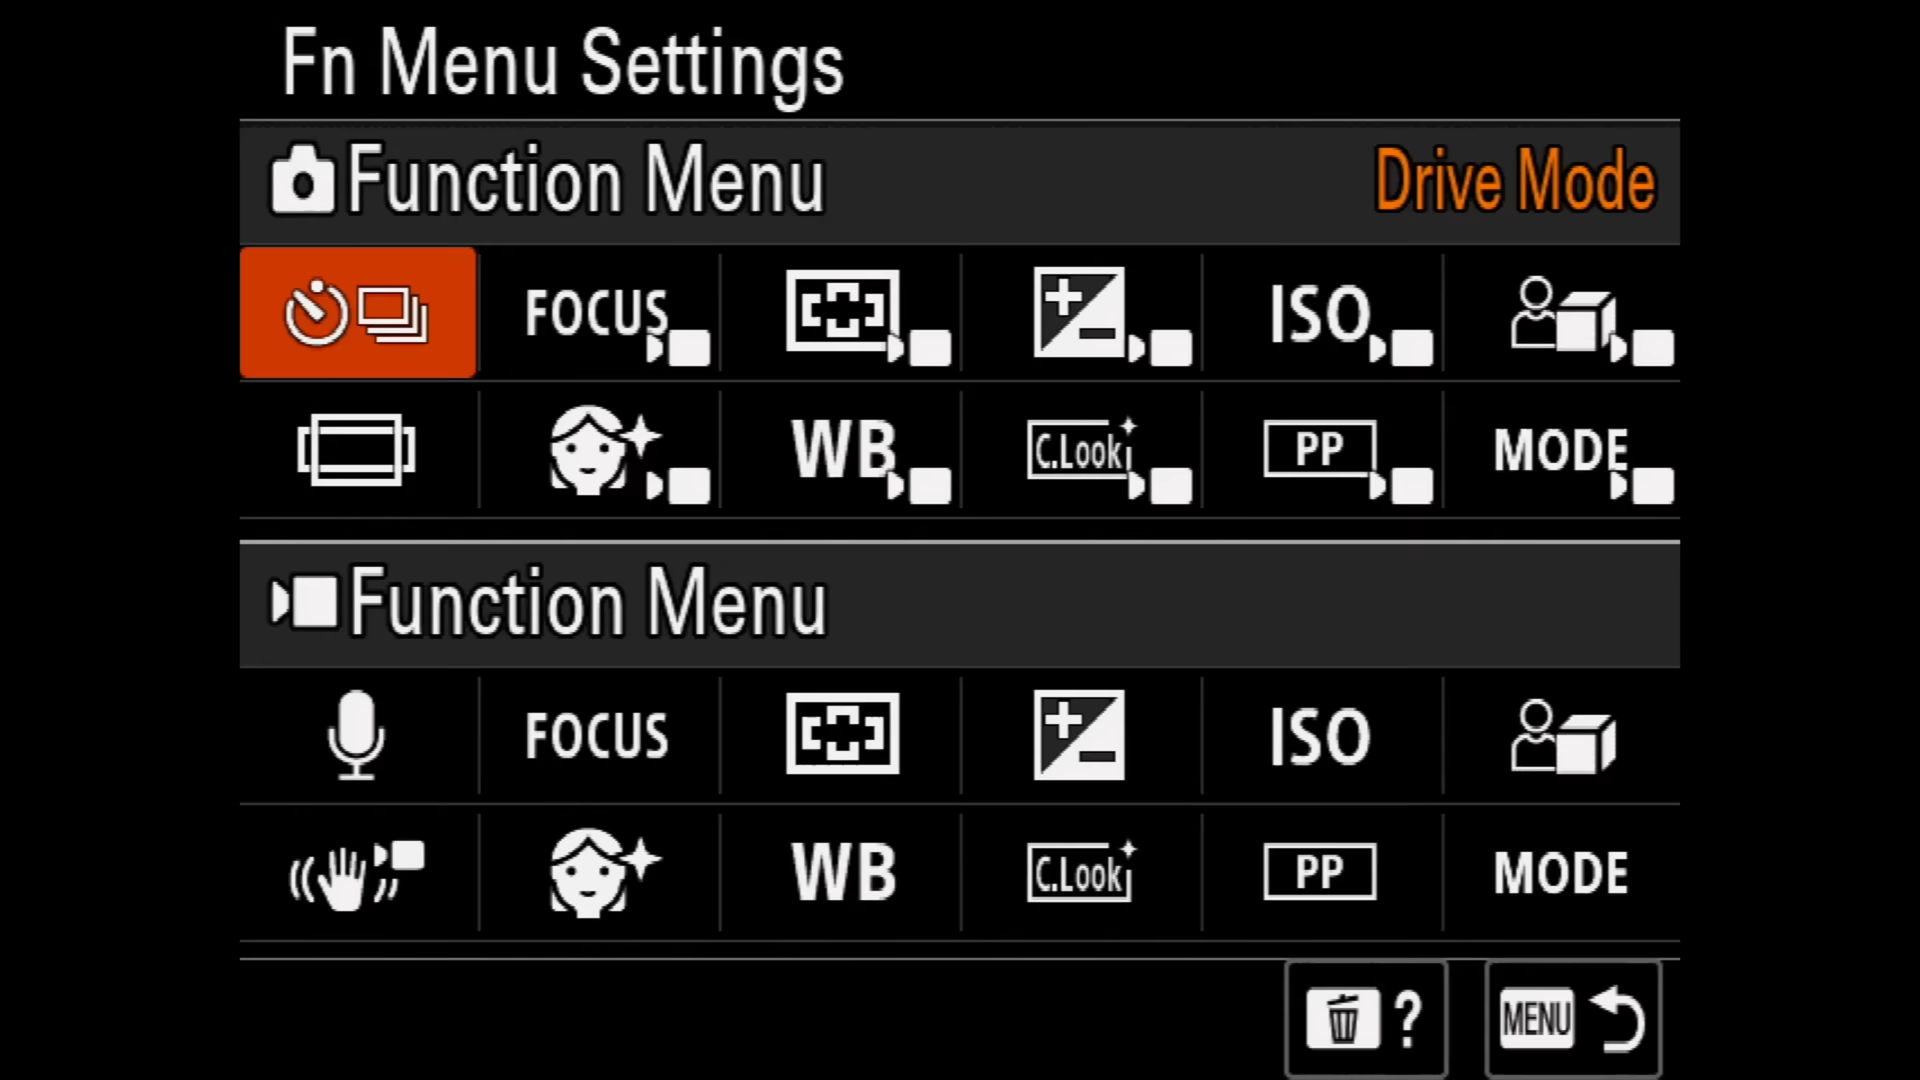 Fn Menu Settings
Function Menu Drive Mode
FOCUS ISO
WB C.Look PP MODE
Function Menu
FOCUS ISO
WB C.Look PP MODE
? MENU